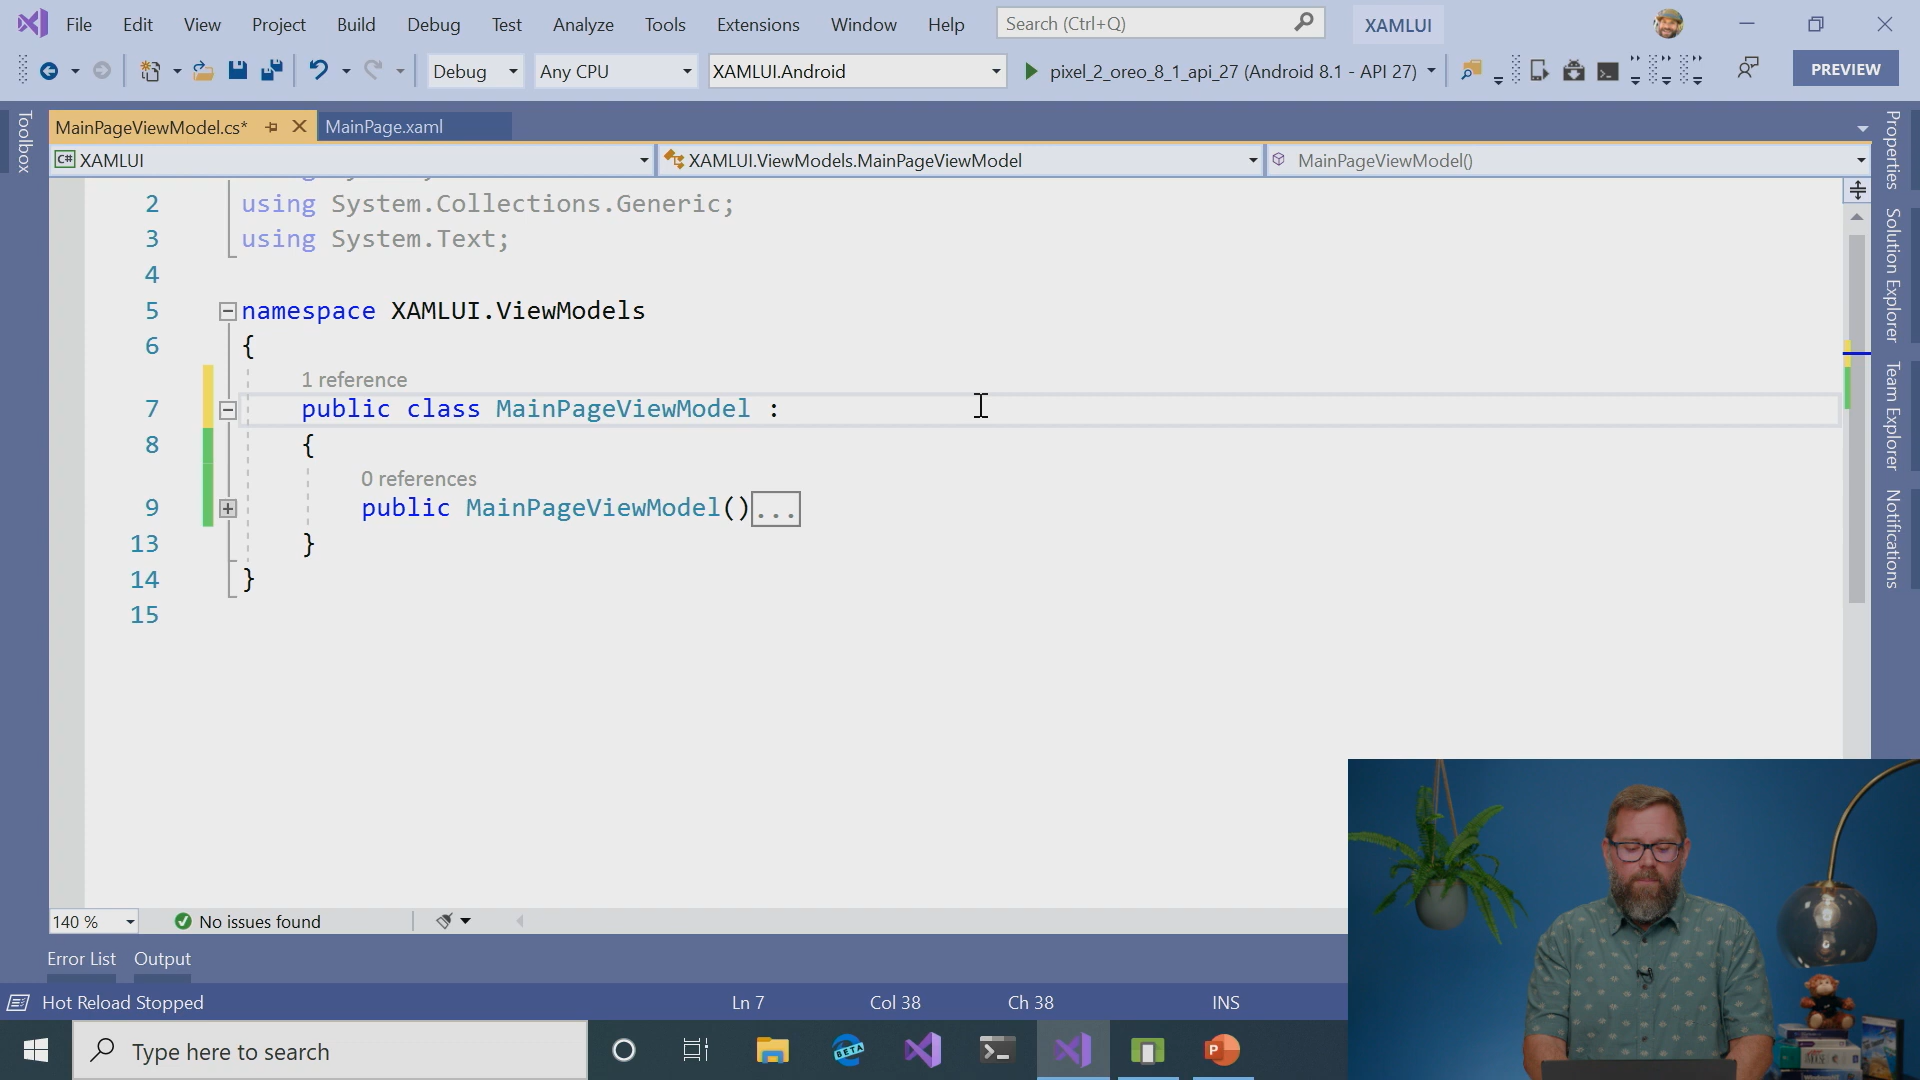 File Edit View Project Build Debug Test Analyze Tools Extensions Window Help Search (Ctrl+Q) XAMLUI
Debug Any CPU XAMLUI.Android pixel_2_oreo_8_1_api_27 (Android 8.1 - API 27) PREVIEW
MainPageViewModel.cs* MainPage.xaml
C# XAMLUI XAMLUI.ViewModels.MainPageViewModel MainPageViewModel()
Toolbox
Properties
Solution Explorer
Team Explorer
Notifications
2 using System.Collections.Generic;
3 using System.Text;
4
5 namespace XAMLUI.ViewModels
6 {
1 reference
7 public class MainPageViewModel :
8 {
0 references
9 public MainPageViewModel()...
13 }
14 }
15
140 % No issues found
Error List Output
Hot Reload Stopped Ln 7 Col 38 Ch 38 INS
Type here to search BETA P